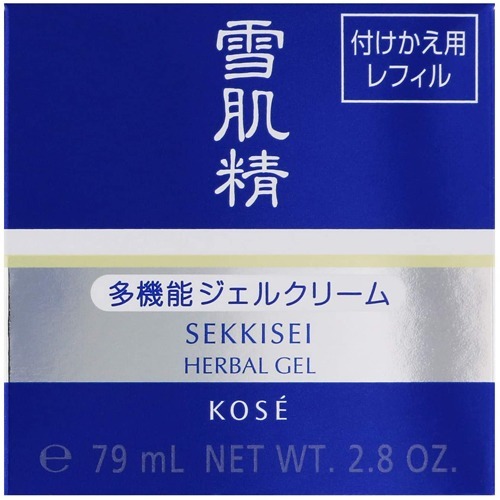 雪肌精
付けかえ用
レフィル
多機能ジェルクリーム
SEKKISEI
HERBAL GEL
KOSÉ
℮ 79 mL NET WT. 2.8 OZ.